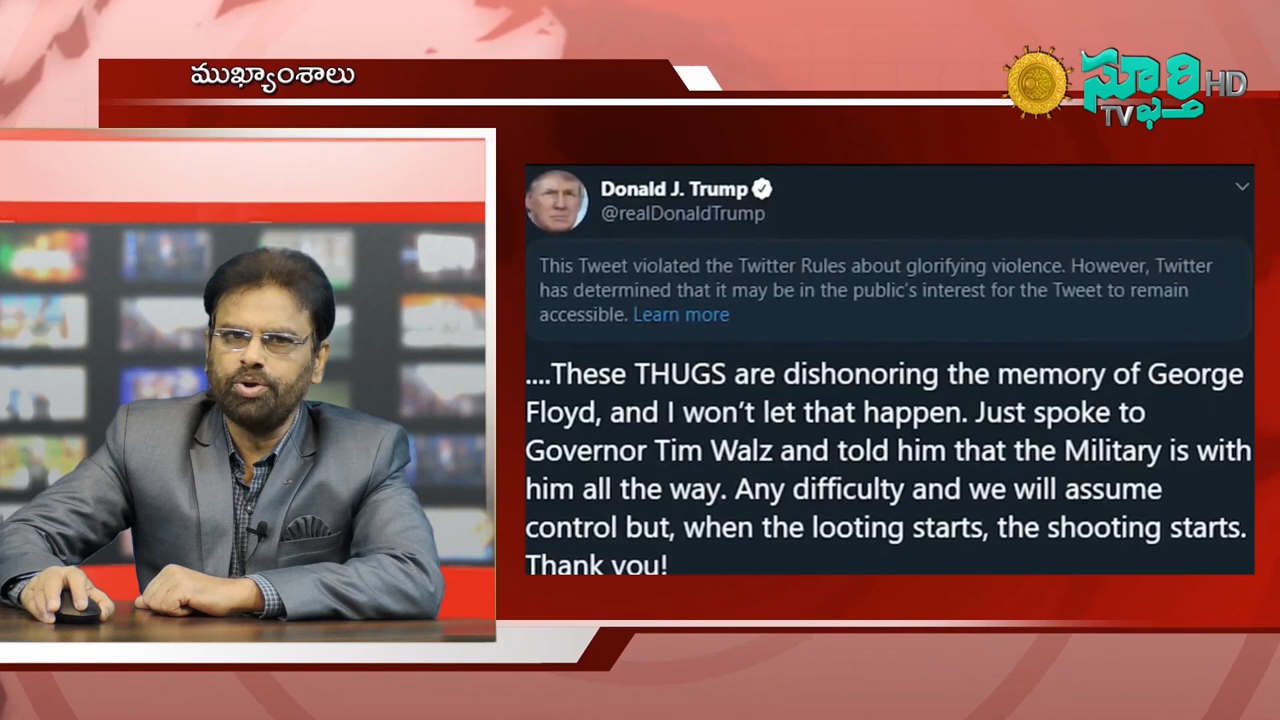 ముఖ్యాంశాలు
స్ఫూర్తి HD
TV
Donald J. Trump
@realDonaldTrump
This Tweet violated the Twitter Rules about glorifying violence. However, Twitter
has determined that it may be in the public's interest for the Tweet to remain
accessible. Learn more
....These THUGS are dishonoring the memory of George
Floyd, and I won't let that happen. Just spoke to
Governor Tim Walz and told him that the Military is with
him all the way. Any difficulty and we will assume
control but, when the looting starts, the shooting starts.
Thank you!